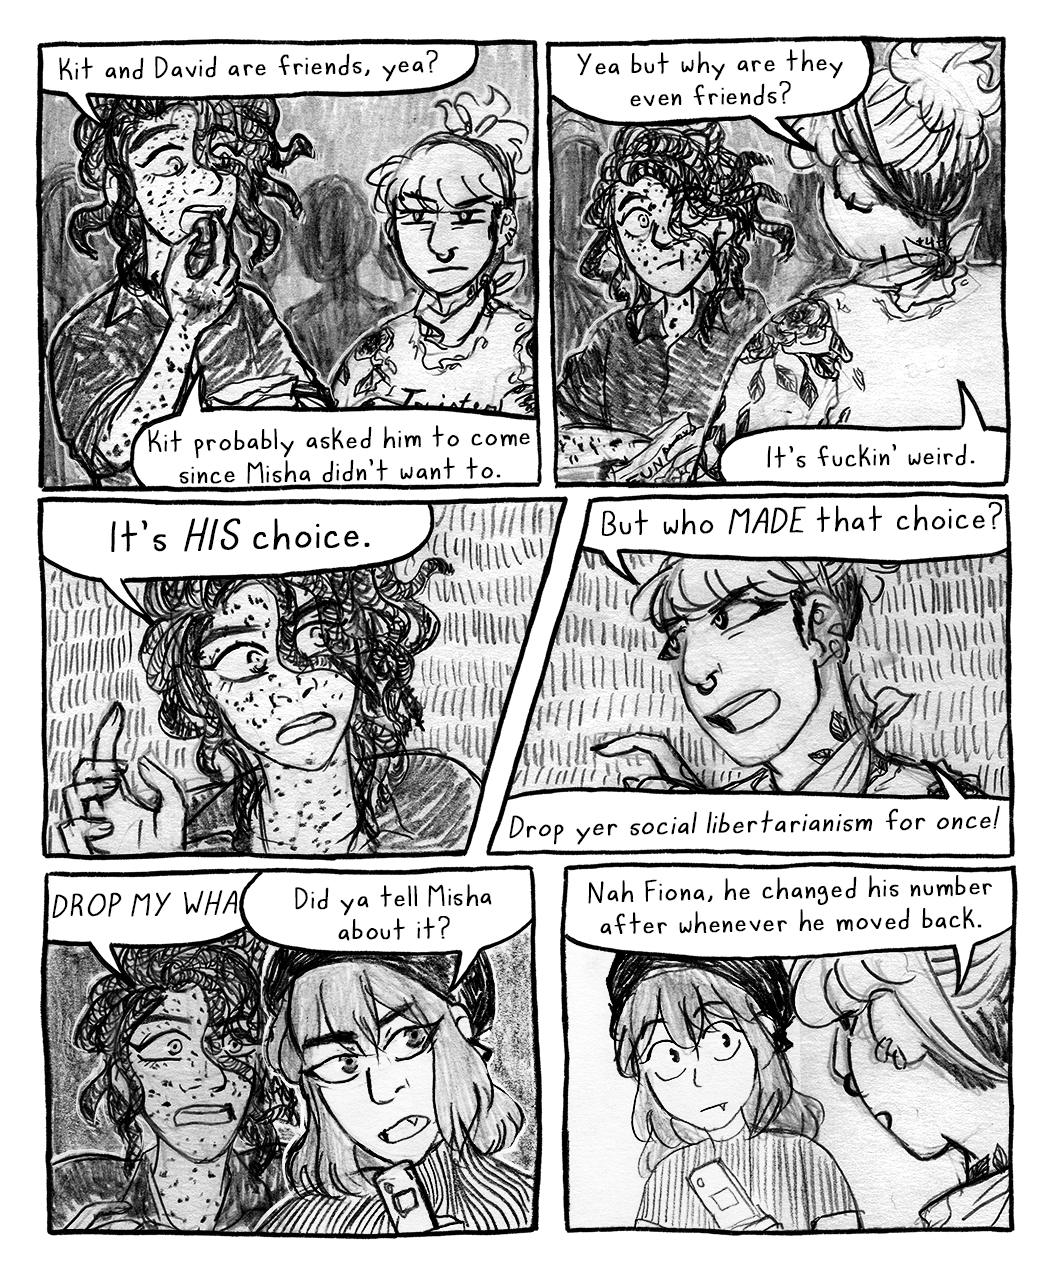 Kit and David are friends, yea?
Kit probably asked him to come
since Misha didn't want to.
Yea but why are they
even friends?
It's fuckin' weird.
It's HIS choice.
But who MADE that choice?
Drop yer social libertarianism for once!
DROP MY WHA
Did ya tell Misha
about it?
Nah Fiona, he changed his number
after whenever he moved back.